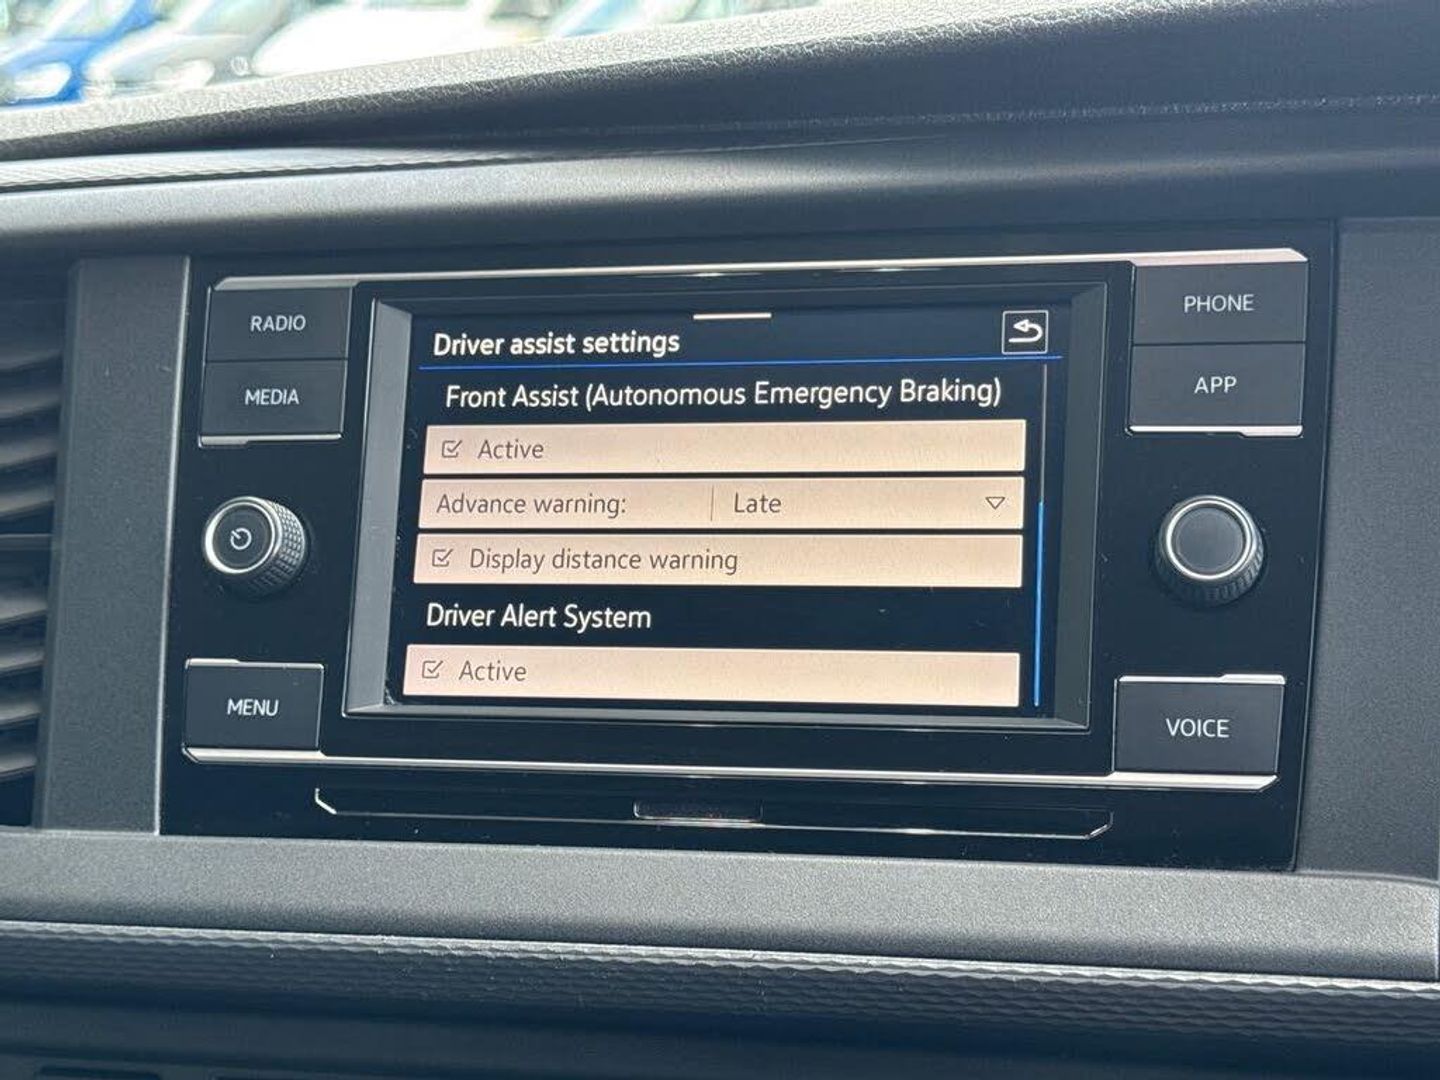 RADIO
MEDIA
MENU
Driver assist settings
Front Assist (Autonomous Emergency Braking)
Active
Advance warning: Late
Display distance warning
Driver Alert System
Active
PHONE
APP
VOICE